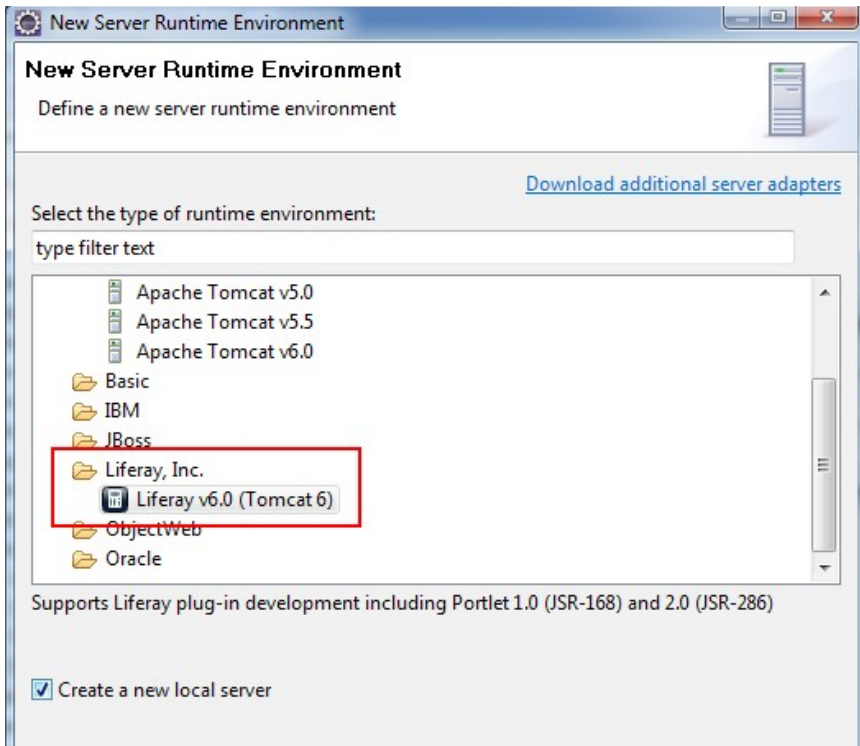 New Server Runtime Environment
New Server Runtime Environment
Define a new server runtime environment
Download additional server adapters
Select the type of runtime environment:
type filter text
Apache Tomcat v5.0
Apache Tomcat v5.5
Apache Tomcat v6.0
Basic
IBM
JBoss
Liferay, Inc.
Liferay v6.0 (Tomcat 6)
ObjectWeb
Oracle
Supports Liferay plug-in development including Portlet 1.0 (JSR-168) and 2.0 (JSR-286)
Create a new local server